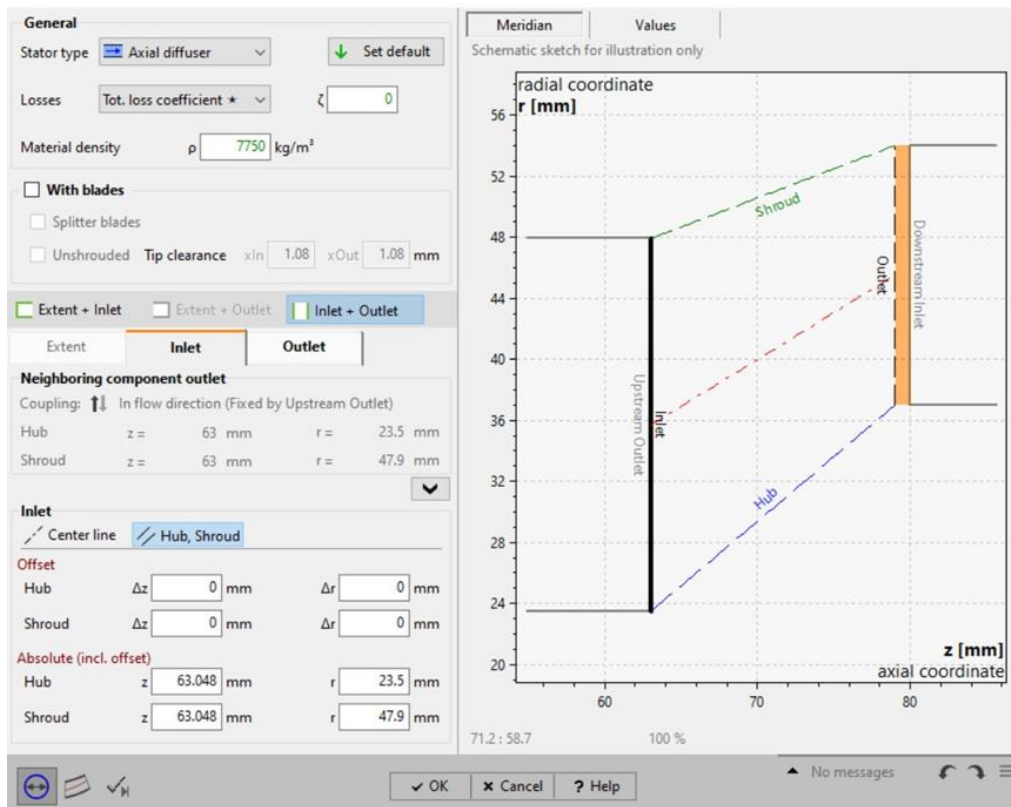 General
Stator type Axial diffuser Set default
Losses Tot. loss coefficient ★ ζ 0
Material density ρ 7750 kg/m³
With blades
Splitter blades
Unshrouded Tip clearance xIn 1.08 xOut 1.08 mm
Extent + Inlet Extent + Outlet Inlet + Outlet
Extent Inlet Outlet
Neighboring component outlet
Coupling: In flow direction (Fixed by Upstream Outlet)
Hub z = 63 mm r = 23.5 mm
Shroud z = 63 mm r = 47.9 mm
Inlet
Center line Hub, Shroud
Offset
Hub Δz 0 mm Δr 0 mm
Shroud Δz 0 mm Δr 0 mm
Absolute (incl. offset)
Hub z 63.048 mm r 23.5 mm
Shroud z 63.048 mm r 47.9 mm
Meridian Values
Schematic sketch for illustration only
radial coordinate
r [mm]
56
52
48
44
40
36
32
28
24
20
Shroud
Upstream Outlet
Inlet
Hub
Outlet
Downstream Inlet
z [mm]
axial coordinate
60 70 80
71.2 : 58.7 100 %
OK Cancel ? Help No messages